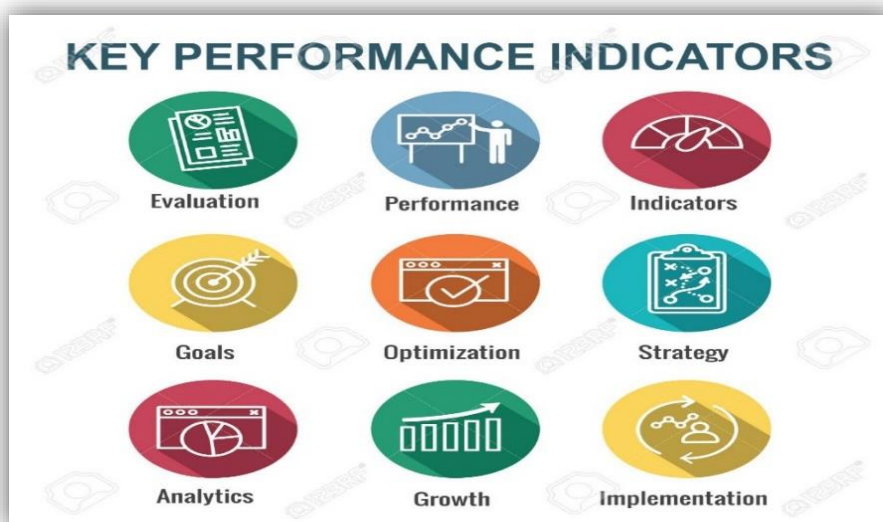 KEY PERFORMANCE INDICATORS
Evaluation
Performance
Indicators
Goals
Optimization
Strategy
Analytics
Growth
Implementation